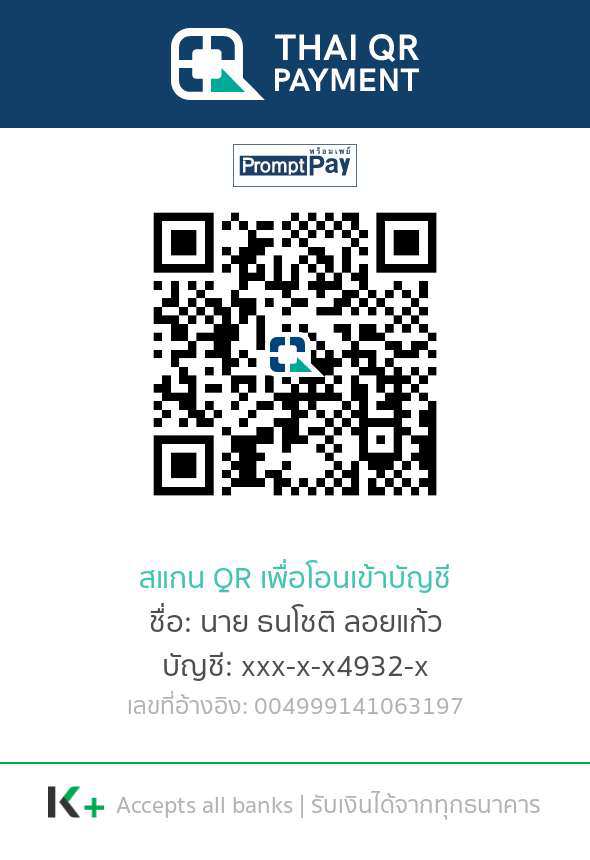 THAI QR
PAYMENT
พร้อมเพย์
PromptPay
สแกน QR เพื่อโอนเข้าบัญชี
ชื่อ: นาย ธนโชติ ลอยแก้ว
บัญชี: xxx-x-x4932-x
เลขที่อ้างอิง: 004999141063197
K+ Accepts all banks | รับเงินได้จากทุกธนาคาร